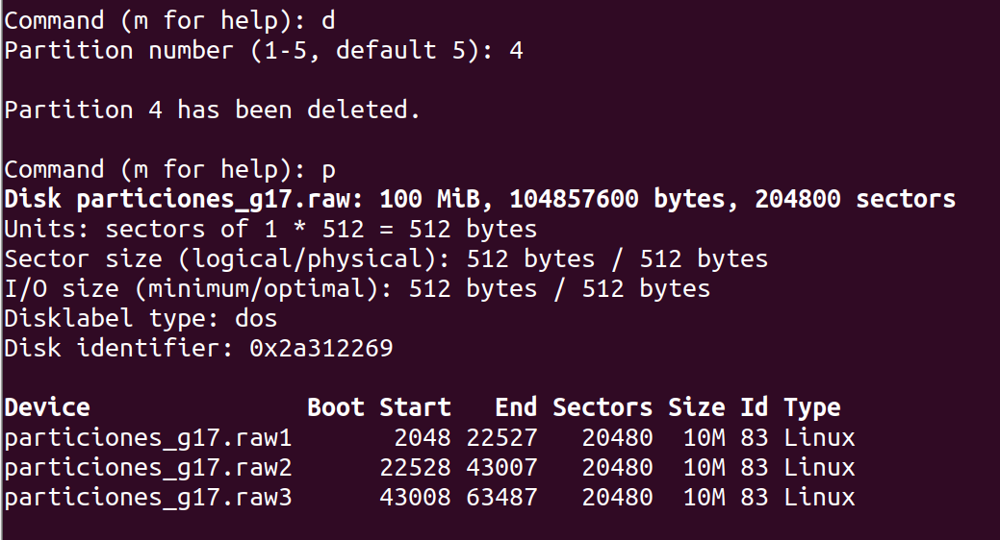 Command (m for help): d
Partition number (1-5, default 5): 4
Partition 4 has been deleted.
Command (m for help): p
Disk particiones_g17.raw: 100 MiB, 104857600 bytes, 204800 sectors
Units: sectors of 1 * 512 = 512 bytes
Sector size (logical/physical): 512 bytes / 512 bytes
I/O size (minimum/optimal): 512 bytes / 512 bytes
Disklabel type: dos
Disk identifier: 0x2a312269
Device Boot Start End Sectors Size Id Type
particiones_g17.raw1 2048 22527 20480 10M 83 Linux
particiones_g17.raw2 22528 43007 20480 10M 83 Linux
particiones_g17.raw3 43008 63487 20480 10M 83 Linux